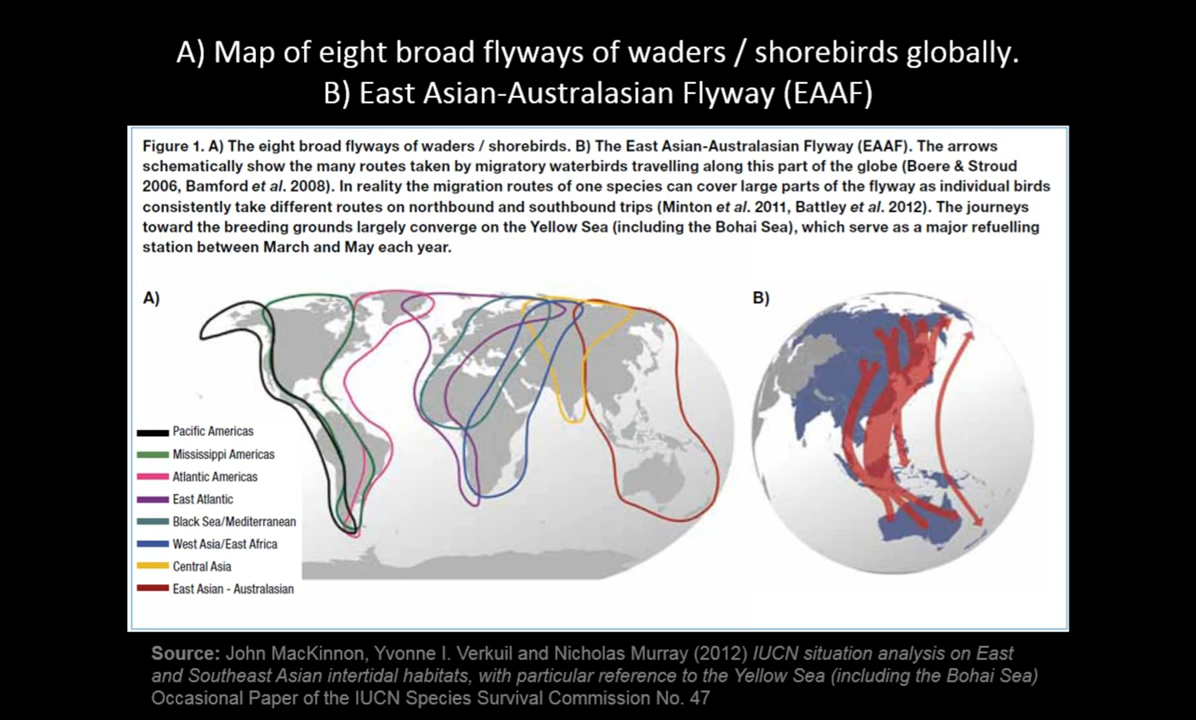 A) Map of eight broad flyways of waders / shorebirds globally.
B) East Asian-Australasian Flyway (EAAF)
Figure 1. A) The eight broad flyways of waders / shorebirds. B) The East Asian-Australasian Flyway (EAAF). The arrows
schematically show the many routes taken by migratory waterbirds travelling along this part of the globe (Boere & Stroud
2006, Bamford et al. 2008). In reality the migration routes of one species can cover large parts of the flyway as individual birds
consistently take different routes on northbound and southbound trips (Minton et al. 2011, Battley et al. 2012). The journeys
toward the breeding grounds largely converge on the Yellow Sea (including the Bohai Sea), which serve as a major refuelling
station between March and May each year.
A)
B)
Pacific Americas
Mississippi Americas
Atlantic Americas
East Atlantic
Black Sea/Mediterranean
West Asia/East Africa
Central Asia
East Asian - Australasian
Source: John MacKinnon, Yvonne I. Verkuil and Nicholas Murray (2012) IUCN situation analysis on East
and Southeast Asian intertidal habitats, with particular reference to the Yellow Sea (including the Bohai Sea)
Occasional Paper of the IUCN Species Survival Commission No. 47